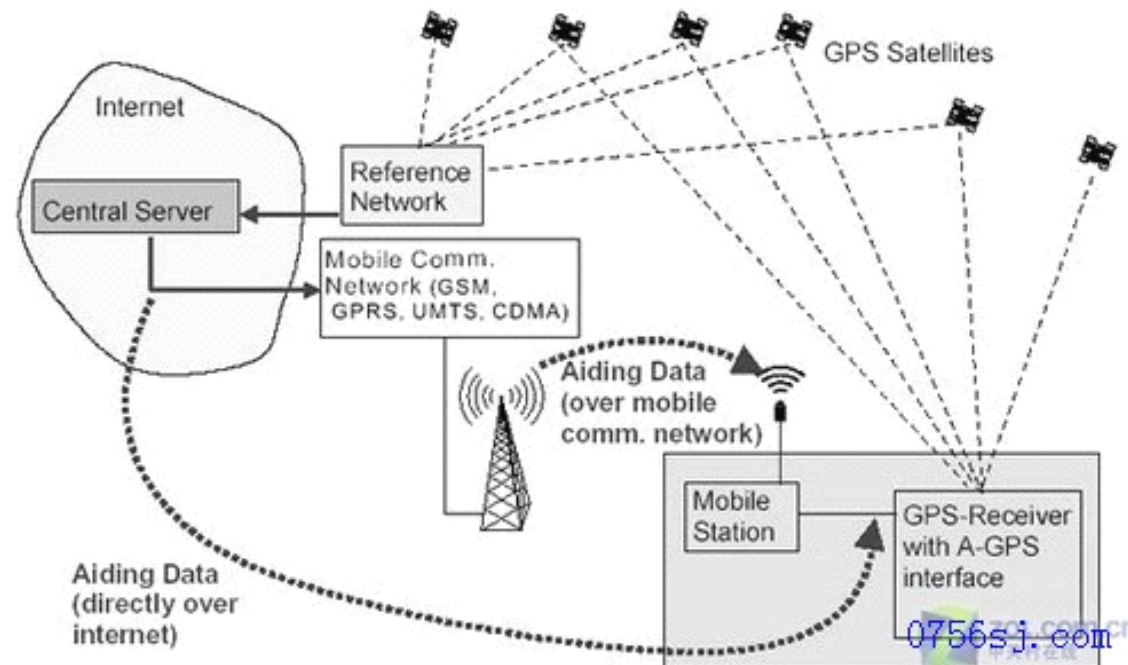 GPS Satellites
Internet
Reference
Network
Central Server
Mobile Comm.
Network (GSM,
GPRS, UMTS, CDMA)
Aiding Data
(over mobile
comm. network)
Mobile
Station
GPS-Receiver
with A-GPS
interface
Aiding Data
(directly over
internet)
0756sj.com